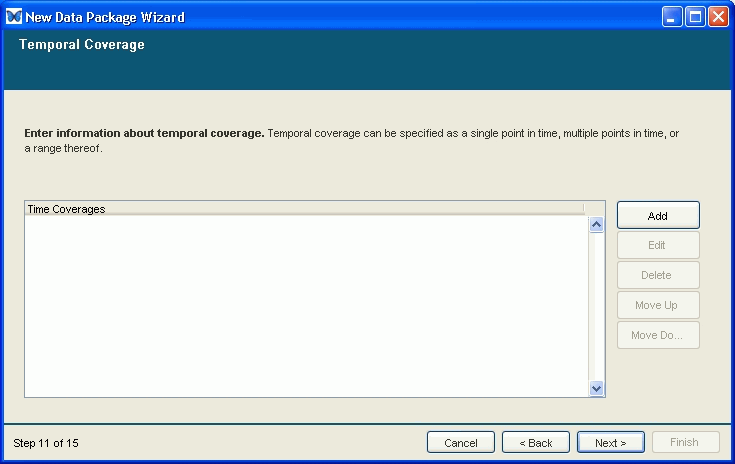 New Data Package Wizard
Temporal Coverage
Enter information about temporal coverage. Temporal coverage can be specified as a single point in time, multiple points in time, or
a range thereof.
Time Coverages
Add
Edit
Delete
Move Up
Move Do...
Step 11 of 15
Cancel
< Back
Next >
Finish